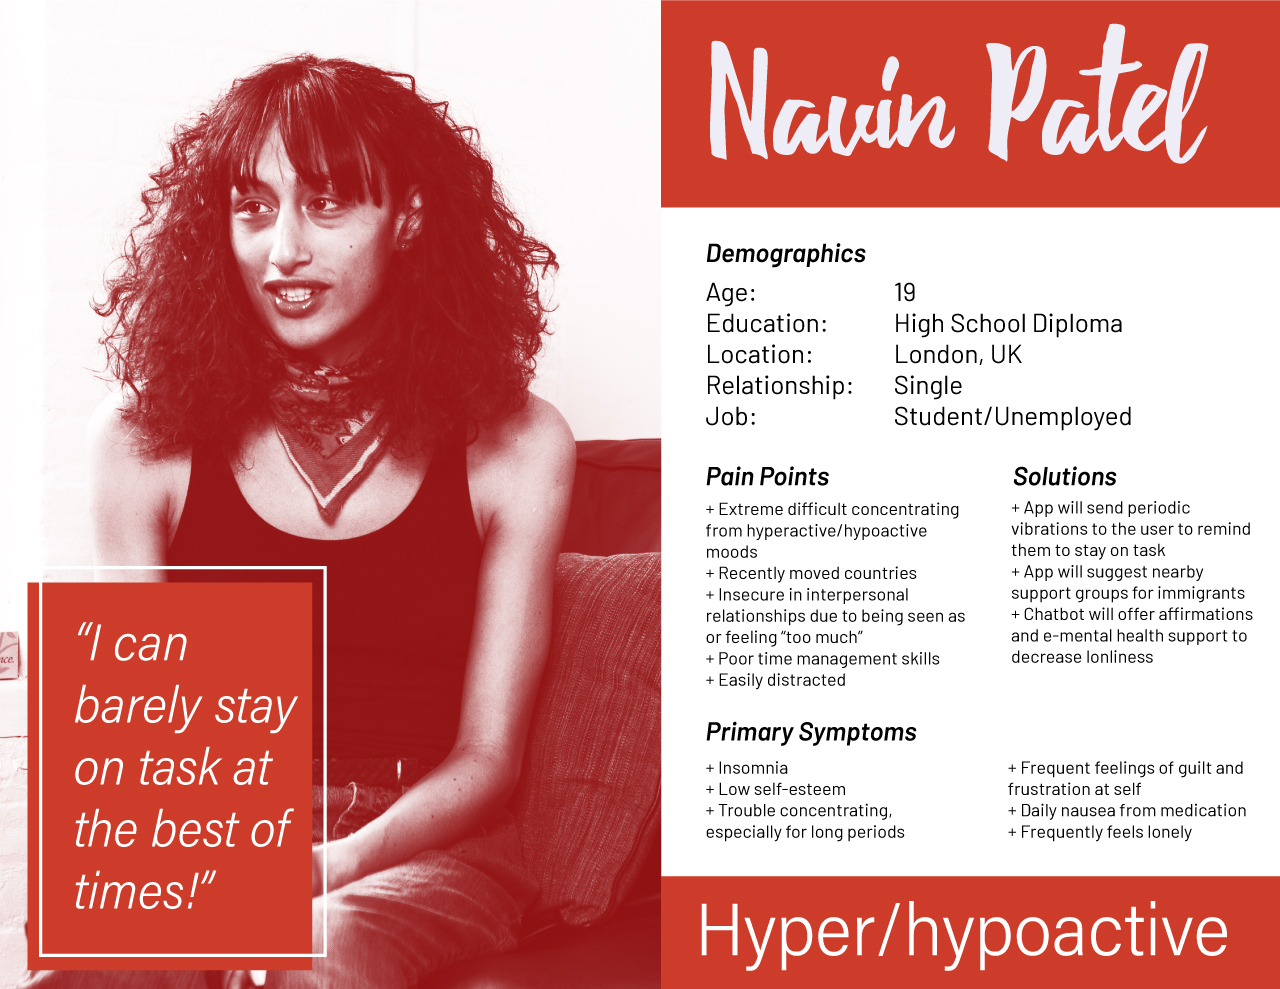 Navin Patel
Demographics
Age: 19
Education: High School Diploma
Location: London, UK
Relationship: Single
Job: Student/Unemployed
Pain Points
+ Extreme difficult concentrating
from hyperactive/hypoactive
moods
+ Recently moved countries
+ Insecure in interpersonal
relationships due to being seen as
or feeling “too much”
+ Poor time management skills
+ Easily distracted
Solutions
+ App will send periodic
vibrations to the user to remind
them to stay on task
+ App will suggest nearby
support groups for immigrants
+ Chatbot will offer affirmations
and e-mental health support to
decrease lonliness
Primary Symptoms
+ Insomnia
+ Low self-esteem
+ Trouble concentrating,
especially for long periods
+ Frequent feelings of guilt and
frustration at self
+ Daily nausea from medication
+ Frequently feels lonely
“I can
barely stay
on task at
the best of
times!”
Hyper/hypoactive